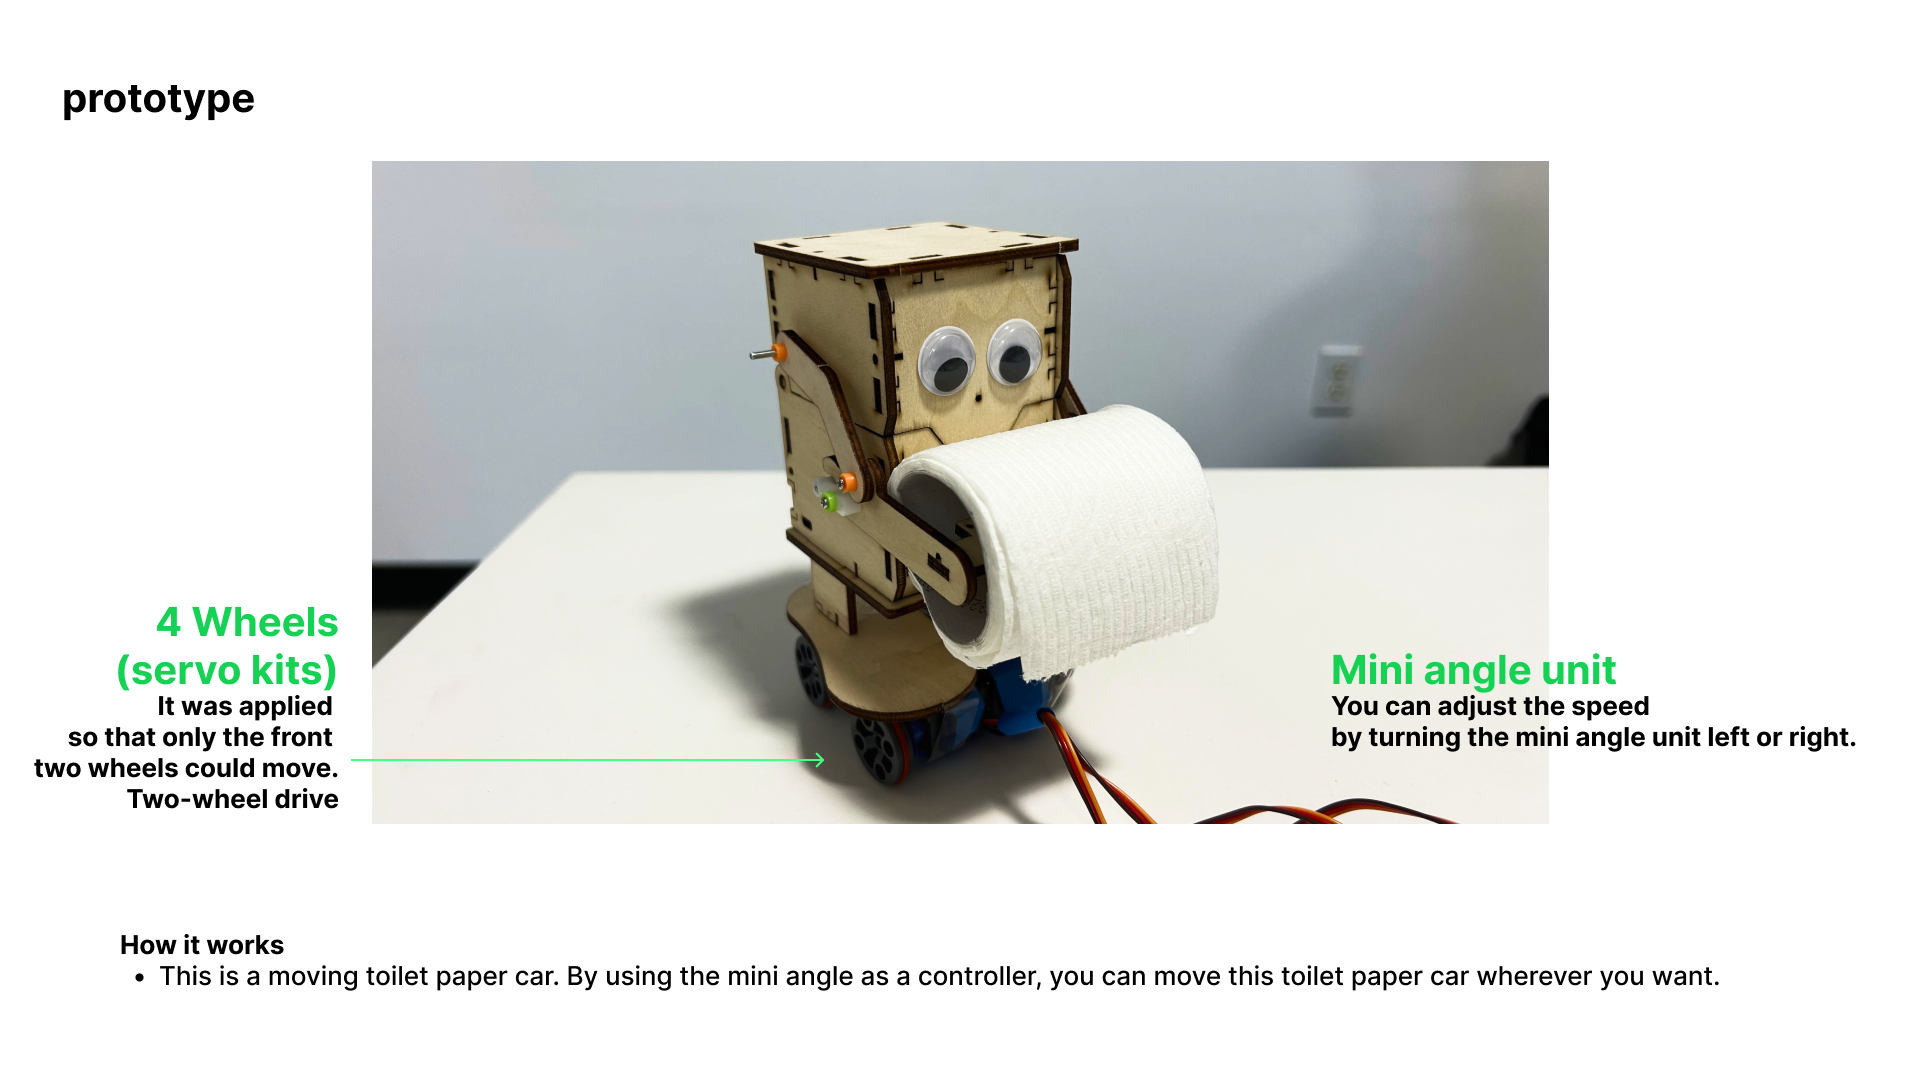 prototype
4 Wheels
(servo kits)
It was applied
so that only the front
two wheels could move.
Two-wheel drive
Mini angle unit
You can adjust the speed
by turning the mini angle unit left or right.
How it works
• This is a moving toilet paper car. By using the mini angle as a controller, you can move this toilet paper car wherever you want.